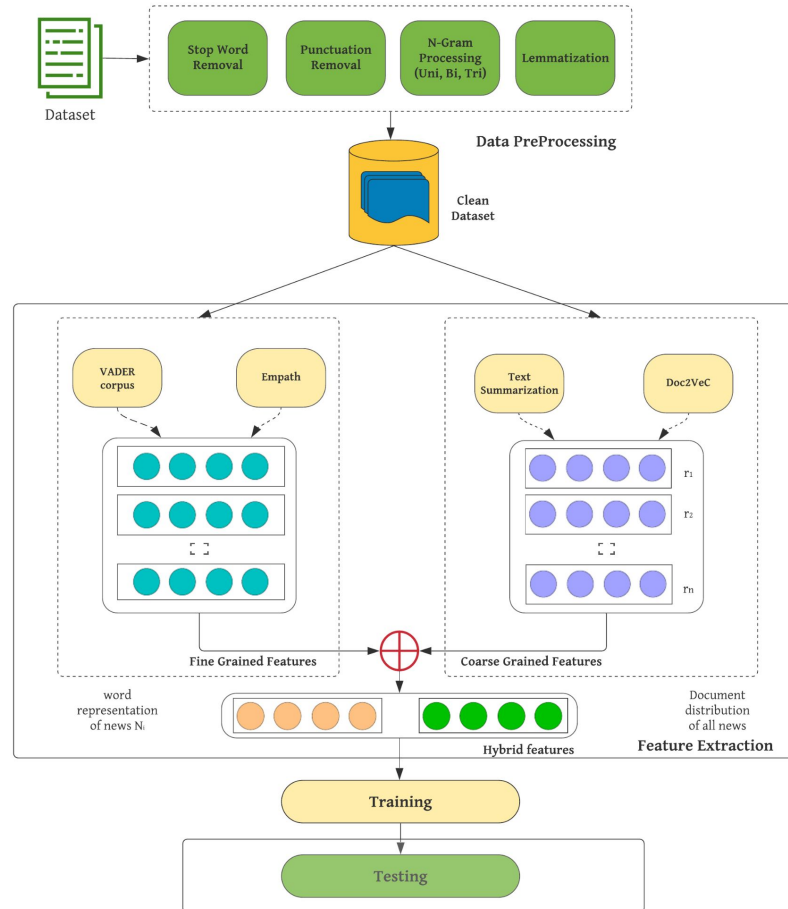 Stop Word
Removal
Punctuation
Removal
N-Gram
Processing
(Uni, Bi, Tri)
Lemmatization
Dataset
Data PreProcessing
Clean
Dataset
VADER
corpus
Empath
Text
Summarization
Doc2VeC
r₁
r₂
rₙ
Fine Grained Features
Coarse Grained Features
word
representation
of news Nᵢ
Document
distribution
of all news
Hybrid features
Feature Extraction
Training
Testing